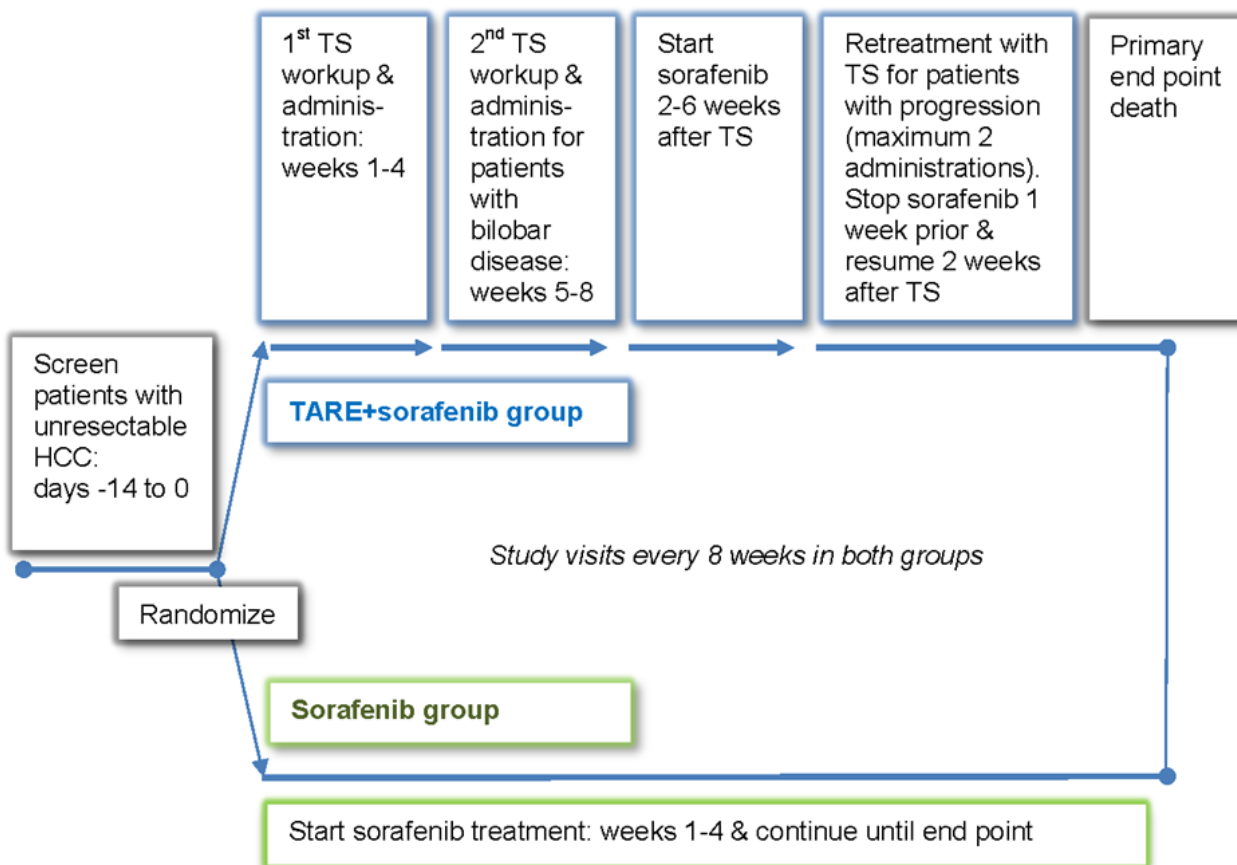 1st TS
workup &
adminis-
tration:
weeks 1-4
2nd TS
workup &
adminis-
tration for
patients
with
bilobar
disease:
weeks 5-8
Start
sorafenib
2-6 weeks
after TS
Retreatment with
TS for patients
with progression
(maximum 2
administrations).
Stop sorafenib 1
week prior &
resume 2 weeks
after TS
Primary
end point
death
Screen
patients with
unresectable
HCC:
days -14 to 0
TARE+sorafenib group
Study visits every 8 weeks in both groups
Randomize
Sorafenib group
Start sorafenib treatment: weeks 1-4 & continue until end point